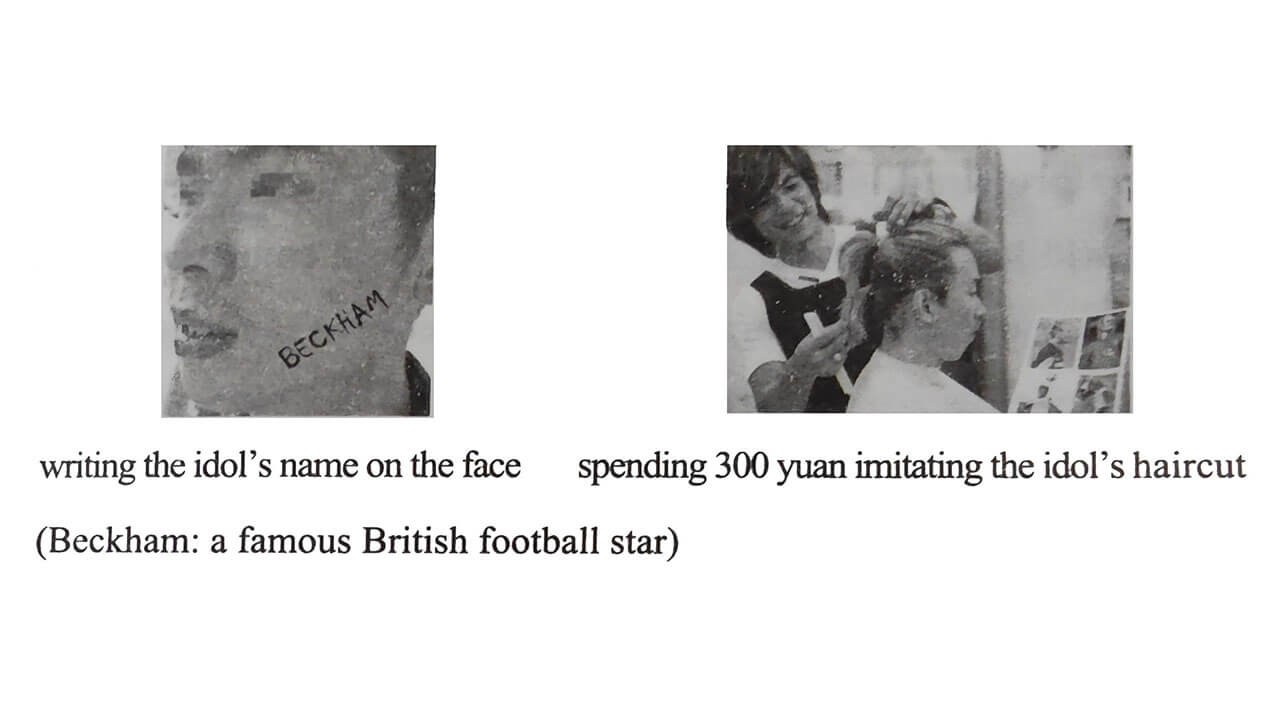 BECKHAM
writing the idol’s name on the face
spending 300 yuan imitating the idol’s haircut
(Beckham: a famous British football star)